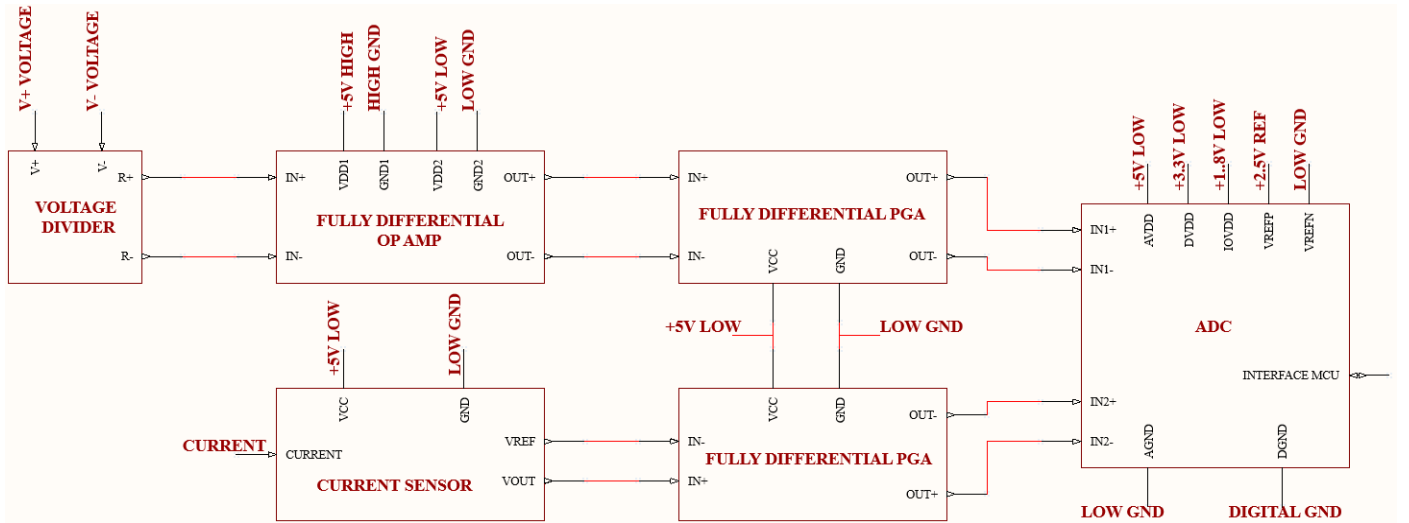 V+ VOLTAGE
V- VOLTAGE
V+
V-
R+
VOLTAGE
DIVIDER
R-
+5V HIGH
HIGH GND
+5V LOW
LOW GND
VDD1
GND1
VDD2
GND2
IN+
OUT+
FULLY DIFFERENTIAL
OP AMP
IN-
OUT-
IN+
OUT+
FULLY DIFFERENTIAL PGA
IN-
OUT-
VCC
GND
+5V LOW
LOW GND
+5V LOW
+3.3V LOW
+1..8V LOW
+2.5V REF
LOW GND
AVDD
DVDD
IOVDD
VREFP
VREFN
IN1+
IN1-
ADC
INTERFACE MCU
IN2+
IN2-
AGND
DGND
LOW GND
DIGITAL GND
+5V LOW
LOW GND
VCC
GND
CURRENT
CURRENT
VREF
VOUT
CURRENT SENSOR
VCC
GND
OUT-
IN-
FULLY DIFFERENTIAL PGA
IN+
OUT+